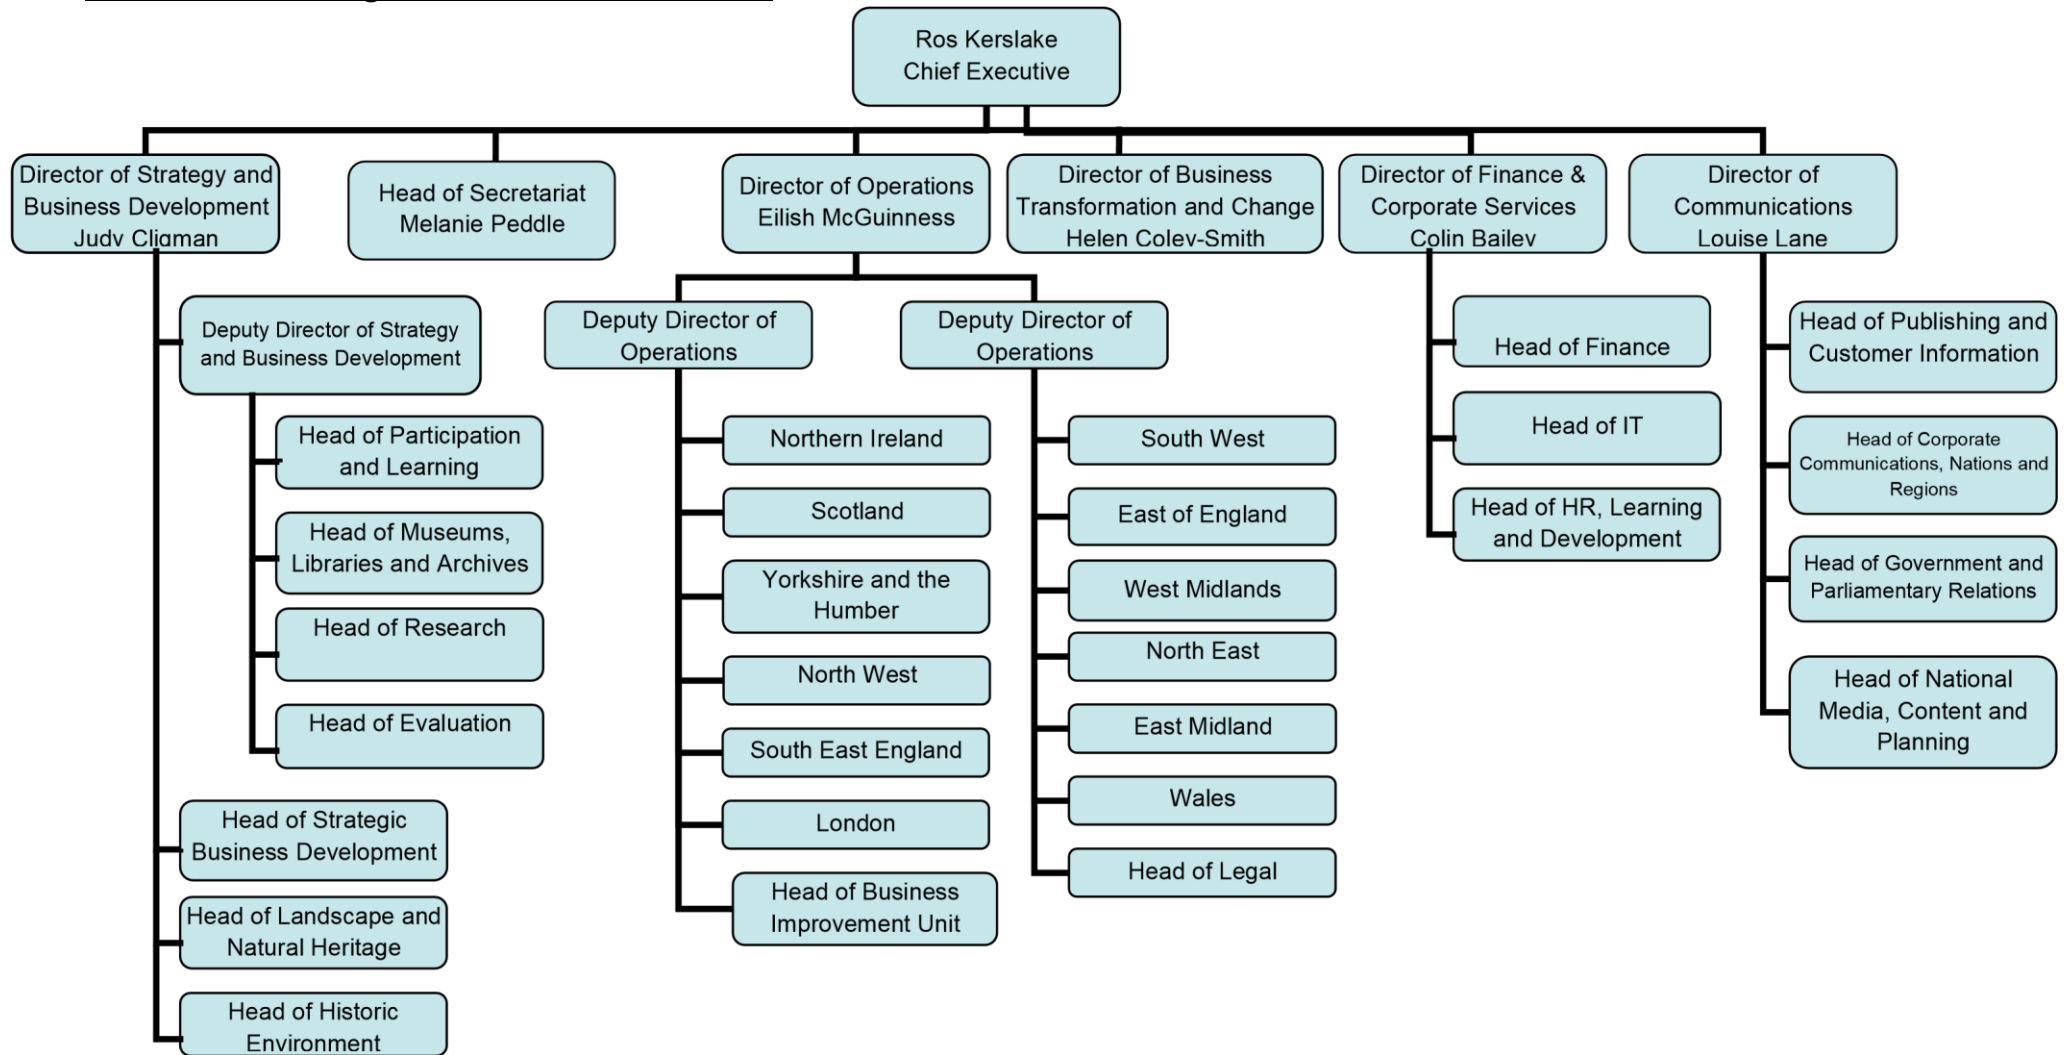 Ros Kerslake
Chief Executive
Director of Strategy and
Business Development
Judy Cligman
Head of Secretariat
Melanie Peddle
Director of Operations
Eilish McGuinness
Director of Business
Transformation and Change
Helen Coley-Smith
Director of Finance &
Corporate Services
Colin Bailey
Director of
Communications
Louise Lane
Deputy Director of Strategy
and Business Development
Head of Participation
and Learning
Head of Museums,
Libraries and Archives
Head of Research
Head of Evaluation
Head of Strategic
Business Development
Head of Landscape and
Natural Heritage
Head of Historic
Environment
Deputy Director of
Operations
Northern Ireland
Scotland
Yorkshire and the
Humber
North West
South East England
London
Head of Business
Improvement Unit
Deputy Director of
Operations
South West
East of England
West Midlands
North East
East Midland
Wales
Head of Legal
Head of Finance
Head of IT
Head of HR, Learning
and Development
Head of Publishing and
Customer Information
Head of Corporate
Communications, Nations and
Regions
Head of Government and
Parliamentary Relations
Head of National
Media, Content and
Planning